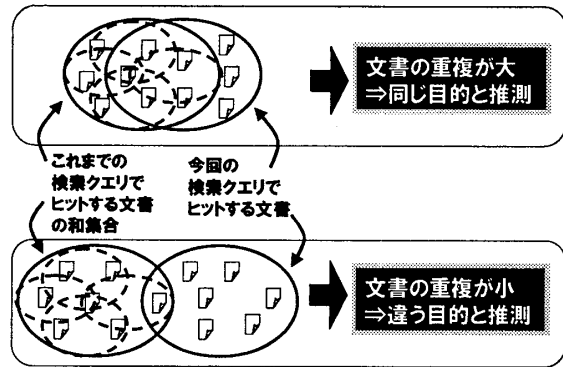 文書の重複が大
⇒同じ目的と推測
これまでの
検索クエリで
ヒットする文書
の和集合
今回の
検索クエリで
ヒットする文書
文書の重複が小
⇒違う目的と推測